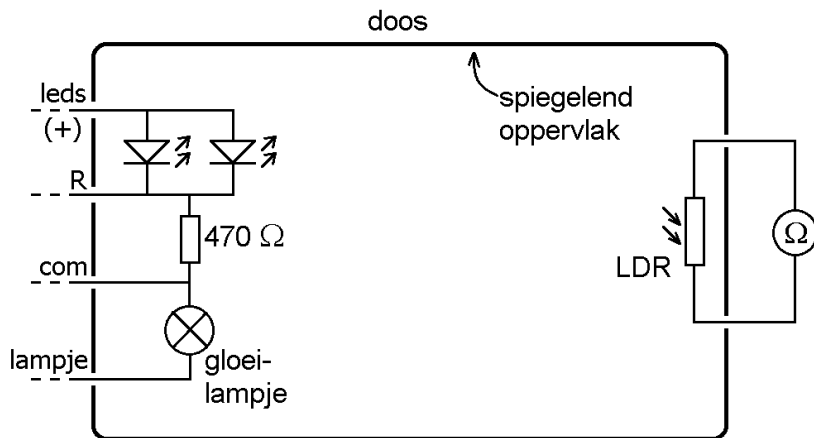 doos
leds
(+)
spiegelend
oppervlak
R
470 Ω
Ω
com
LDR
lampje
gloei-
lampje